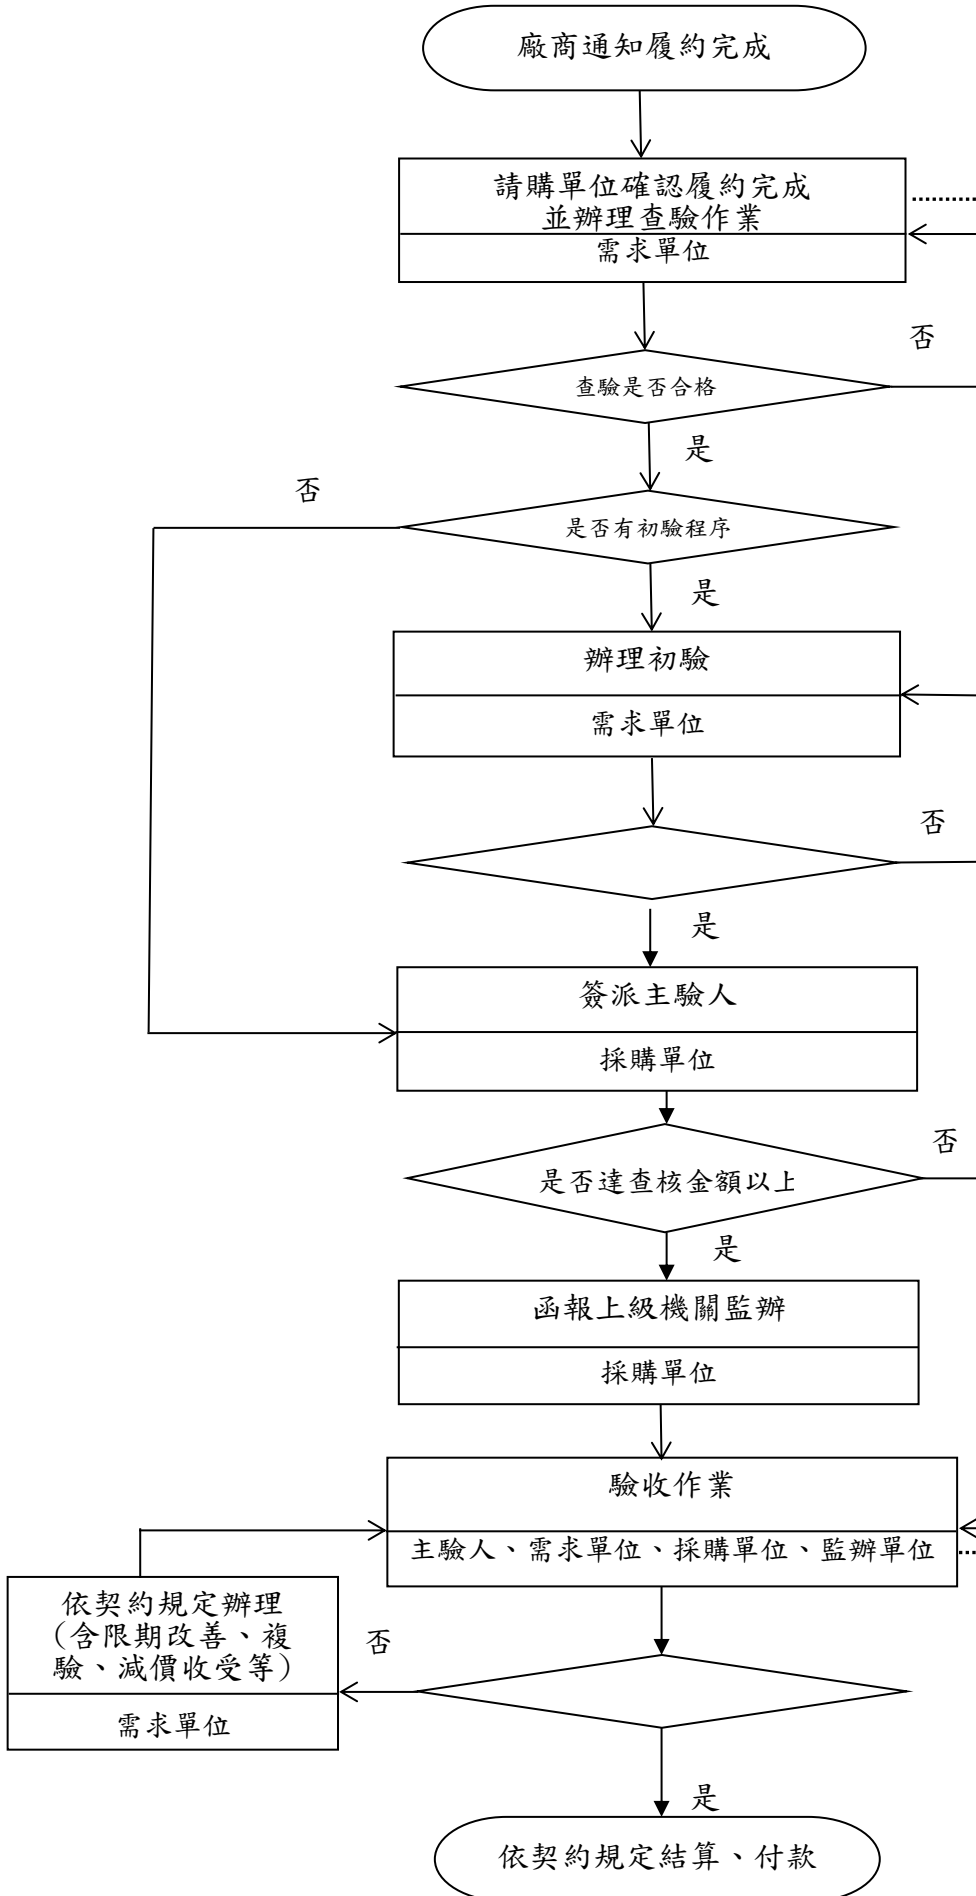 廠商通知履約完成
請購單位確認履約完成
並辦理查驗作業
需求單位
否
查驗是否合格
是
否
是否有初驗程序
是
辦理初驗
需求單位
否
是
簽派主驗人
採購單位
否
是否達查核金額以上
是
函報上級機關監辦
採購單位
驗收作業
主驗人、需求單位、採購單位、監辦單位
依契約規定辦理
（含限期改善、複
驗、減價收受等）
否
需求單位
是
依契約規定結算、付款